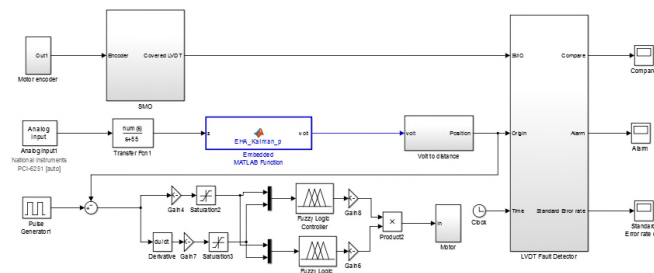 Out1
Motor encoder
Encoder
Covered LVDT
SMO
SMO
Compare
Compar
Analog
Input
Analog Input1
National Instruments
PCI-6251 [auto]
num(s)
s+55
Transfer Fcn1
EHA_Kalman_p
volt
Embedded
MATLAB Function
Position
Volt to distance
Origin
Alarm
Alarm
Pulse
Generator1
Gain4
Saturation2
Fuzzy Logic
Controller
Gain8
Product2
in
Motor
Clock
Time
Standard Error rate
Standard
Error rate
LVDT Fault Detector
du/dt
Derivative
Gain7
Saturation3
Fuzzy Logic
Gain6